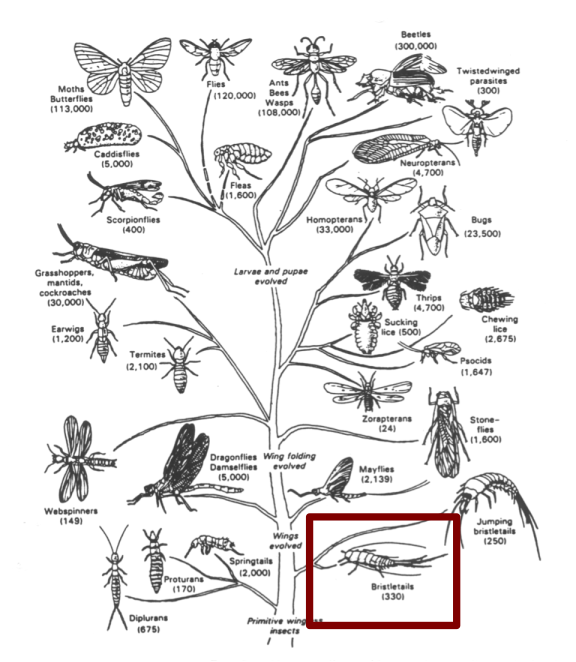 Beetles
(300,000)
Moths
Butterflies
(113,000)
Flies
(120,000)
Ants
Bees
Wasps
(108,000)
Twistedwinged
parasites
(300)
Caddisflies
(5,000)
Fleas
(1,600)
Neuropterans
(4,700)
Scorpionflies
(400)
Homopterans
(33,000)
Bugs
(23,500)
Grasshoppers,
mantids,
cockroaches
(30,000)
Larvae and pupae
evolved
Thrips
(4,700)
Earwigs
(1,200)
Termites
(2,100)
Sucking
lice (500)
Chewing
lice
(2,675)
Psocids
(1,647)
Zorapterans
(24)
Stone-
flies
(1,600)
Webspinners
(149)
Dragonflies
Damselflies
(5,000)
Wing folding
evolved
Mayflies
(2,139)
Wings
evolved
Jumping
bristletails
(250)
Springtails
(2,000)
Proturans
(170)
Diplurans
(675)
Bristletails
(330)
Primitive
insects